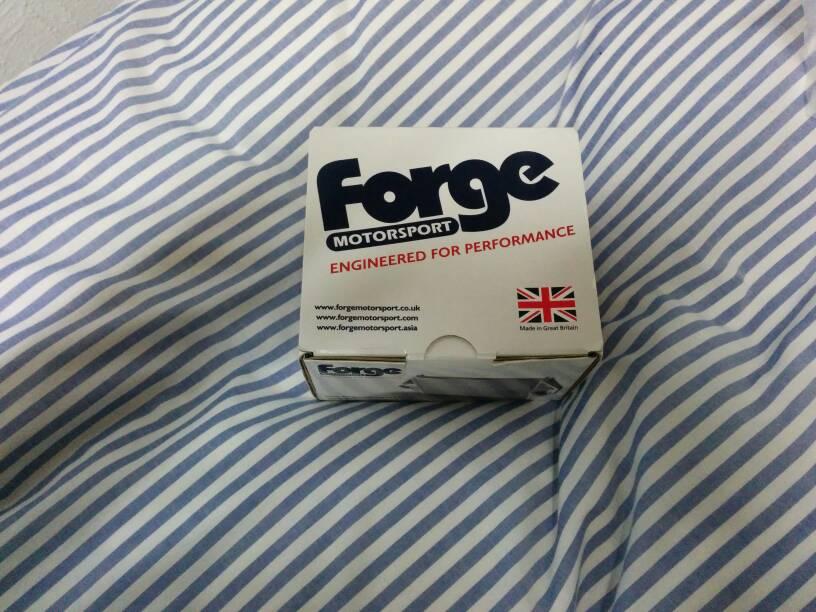 Forge
MOTORSPORT
ENGINEERED FOR PERFORMANCE
www.forgemotorsport.co.uk
www.forgemotorsport.com
www.forgemotorsport.asia
Made in Great Britain
Forge